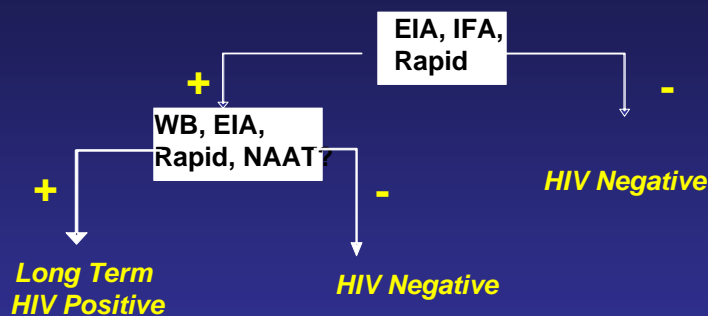 EIA, IFA,
Rapid
+
-
WB, EIA,
Rapid, NAAT?
HIV Negative
+
-
Long Term
HIV Positive
HIV Negative